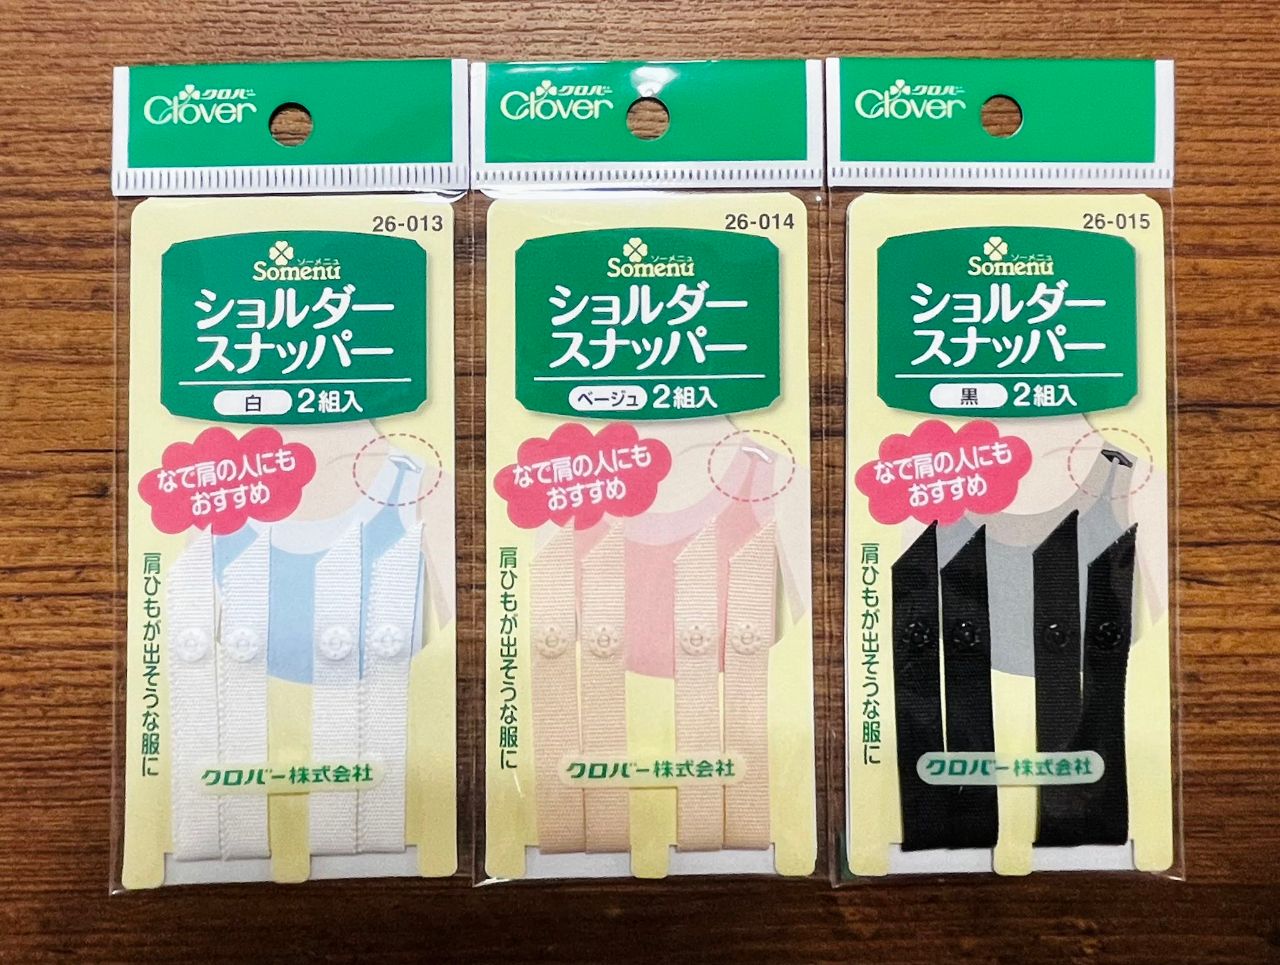 クロバー
Clover
26-013
ソーメニュ
Somenu
ショルダー
スナッパー
白 2組入
なで肩の人にも
おすすめ
肩ひもが出そうな服に
クロバー株式会社
クロバー
Clover
26-014
ソーメニュ
Somenu
ショルダー
スナッパー
ベージュ 2組入
なで肩の人にも
おすすめ
肩ひもが出そうな服に
クロバー株式会社
クロバー
Clover
26-015
ソーメニュ
Somenu
ショルダー
スナッパー
黒 2組入
なで肩の人にも
おすすめ
肩ひもが出そうな服に
クロバー株式会社